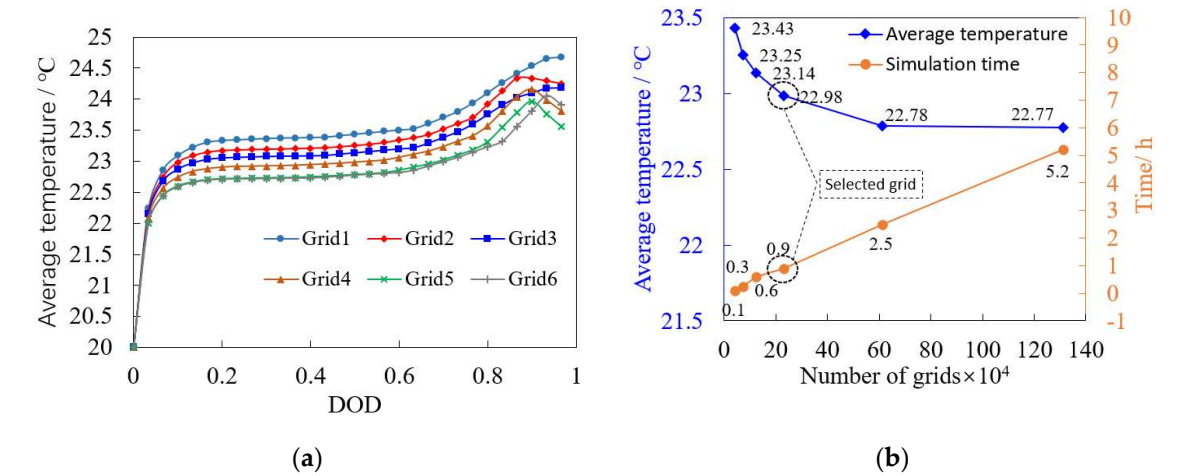 25
24.5
24
23.5
23
22.5
22
21.5
21
20.5
20
Average temperature / °C
Grid1 Grid2 Grid3
Grid4 Grid5 Grid6
0 0.2 0.4 0.6 0.8 1
DOD
(a)
23.5
23
22.5
22
21.5
Average temperature / °C
23.43
23.25
23.14
22.98
22.78
22.77
Average temperature
Simulation time
Selected grid
0.1
0.3
0.6
0.9
2.5
5.2
10
9
8
7
6
5
4
3
2
1
0
-1
Time/ h
0 20 40 60 80 100 120 140
Number of grids×10⁴
(b)